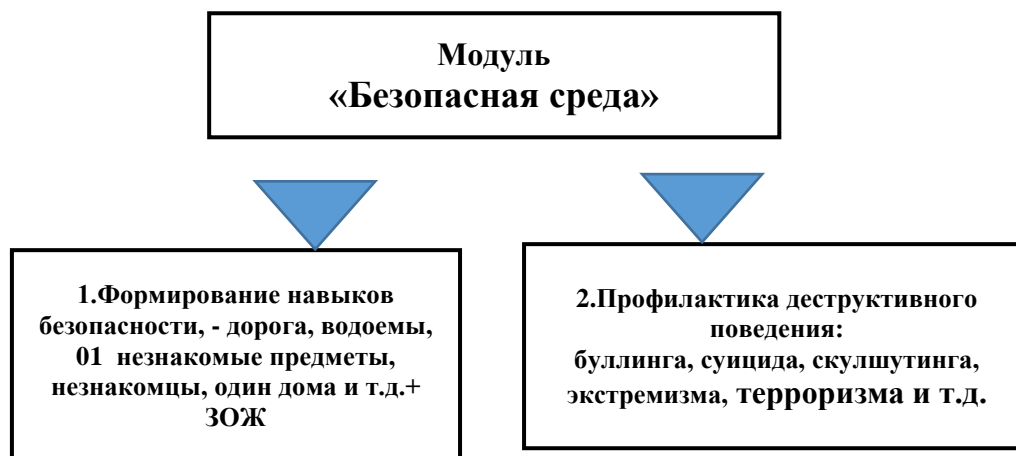 Модуль
«Безопасная среда»
1.Формирование навыков
безопасности, - дорога, водоемы,
01 незнакомые предметы,
незнакомцы, один дома и т.д.+
ЗОЖ
2.Профилактика деструктивного
поведения:
буллинга, суицида, скулшутинга,
экстремизма, терроризма и т.д.